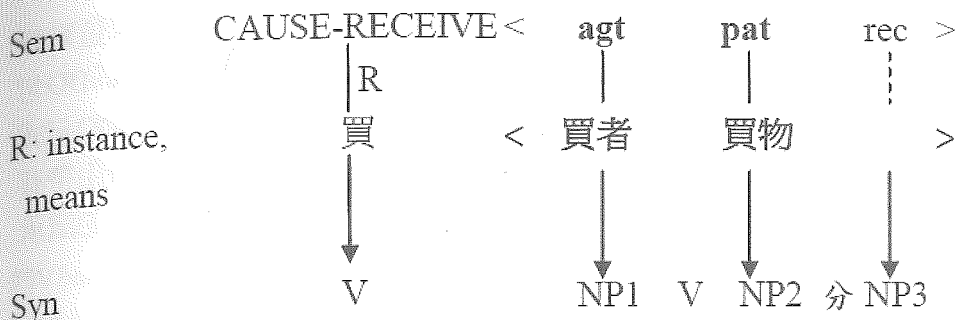 Sem CAUSE-RECEIVE < agt pat rec >
R
R: instance, 買 < 買者 買物 >
means
Syn V NP1 V NP2 分 NP3